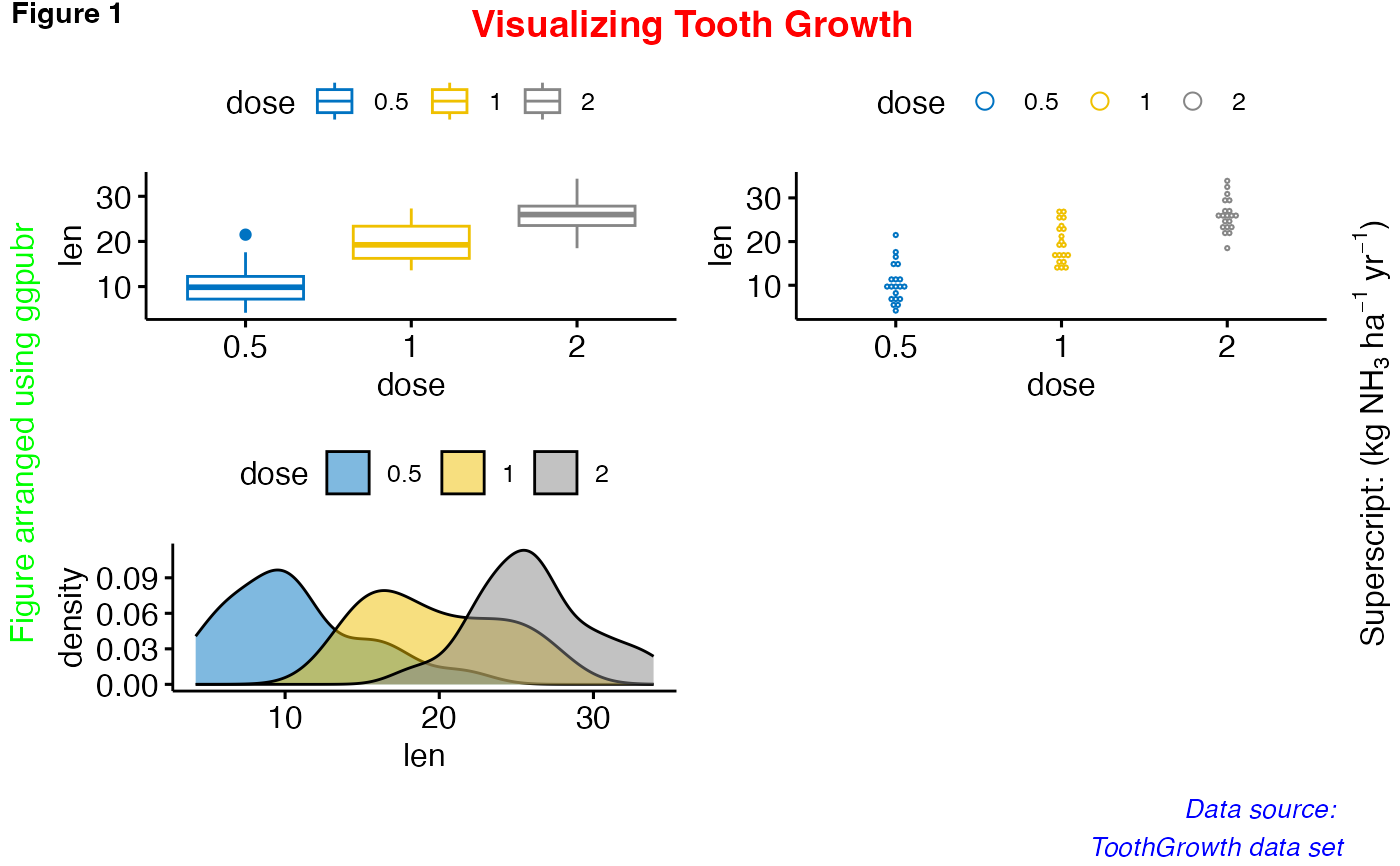 Figure 1
Visualizing Tooth Growth
dose 0.5 1 2
len
30
20
10
0.5 1 2
dose
dose 0.5 1 2
len
30
20
10
0.5 1 2
dose
Figure arranged using ggpubr
Superscript: (kg NH₃ ha⁻¹ yr⁻¹)
dose 0.5 1 2
density
0.09
0.06
0.03
0.00
10 20 30
len
Data source:
ToothGrowth data set